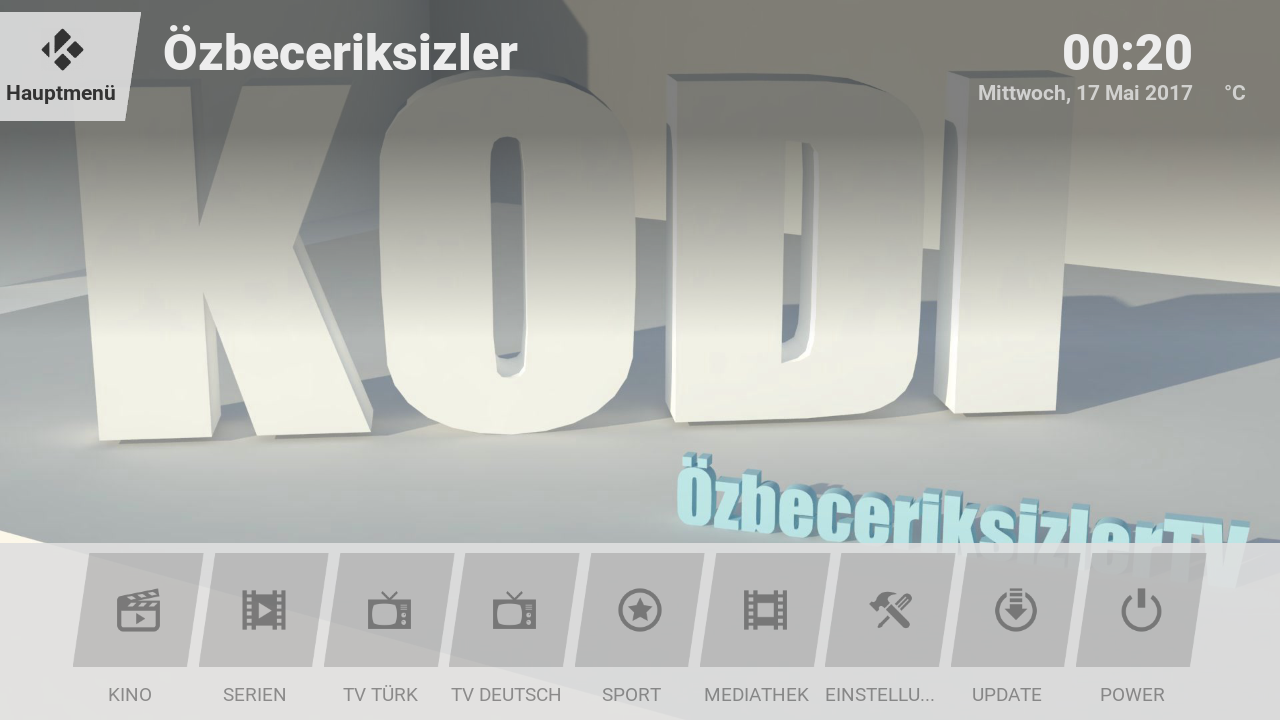 Özbeceriksizler
00:20
Hauptmenü
Mittwoch, 17 Mai 2017
°C
KODI
ÖzbeceriksizlerTV
KINO
SERIEN
TV TÜRK
TV DEUTSCH
SPORT
MEDIATHEK
EINSTELLU...
UPDATE
POWER